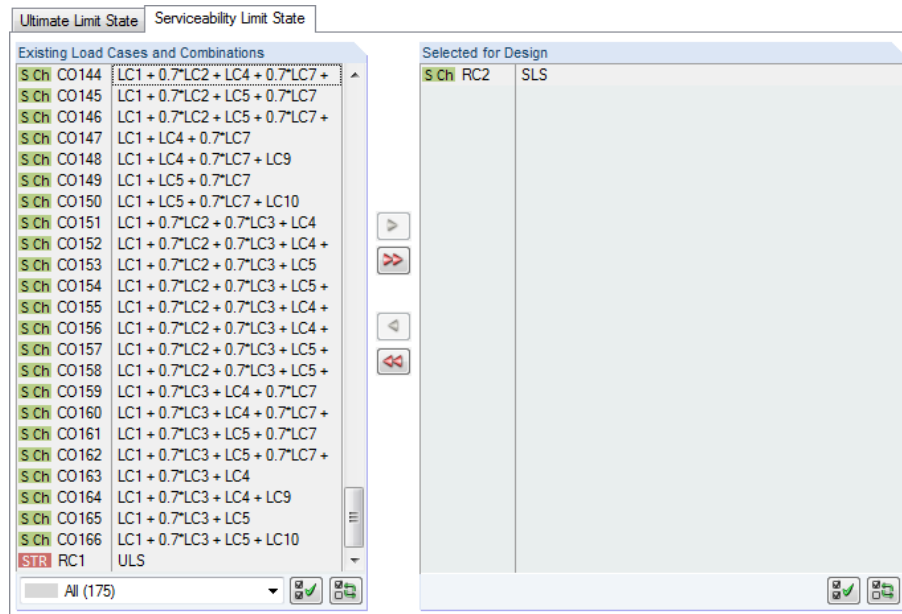 Ultimate Limit State Serviceability Limit State
Existing Load Cases and Combinations
S Ch CO144 LC1 + 0.7*LC2 + LC4 + 0.7*LC7 +
S Ch CO145 LC1 + 0.7*LC2 + LC5 + 0.7*LC7
S Ch CO146 LC1 + 0.7*LC2 + LC5 + 0.7*LC7 +
S Ch CO147 LC1 + LC4 + 0.7*LC7
S Ch CO148 LC1 + LC4 + 0.7*LC7 + LC9
S Ch CO149 LC1 + LC5 + 0.7*LC7
S Ch CO150 LC1 + LC5 + 0.7*LC7 + LC10
S Ch CO151 LC1 + 0.7*LC2 + 0.7*LC3 + LC4
S Ch CO152 LC1 + 0.7*LC2 + 0.7*LC3 + LC4 +
S Ch CO153 LC1 + 0.7*LC2 + 0.7*LC3 + LC5
S Ch CO154 LC1 + 0.7*LC2 + 0.7*LC3 + LC5 +
S Ch CO155 LC1 + 0.7*LC2 + 0.7*LC3 + LC4 +
S Ch CO156 LC1 + 0.7*LC2 + 0.7*LC3 + LC4 +
S Ch CO157 LC1 + 0.7*LC2 + 0.7*LC3 + LC5 +
S Ch CO158 LC1 + 0.7*LC2 + 0.7*LC3 + LC5 +
S Ch CO159 LC1 + 0.7*LC3 + LC4 + 0.7*LC7
S Ch CO160 LC1 + 0.7*LC3 + LC4 + 0.7*LC7 +
S Ch CO161 LC1 + 0.7*LC3 + LC5 + 0.7*LC7
S Ch CO162 LC1 + 0.7*LC3 + LC5 + 0.7*LC7 +
S Ch CO163 LC1 + 0.7*LC3 + LC4
S Ch CO164 LC1 + 0.7*LC3 + LC4 + LC9
S Ch CO165 LC1 + 0.7*LC3 + LC5
S Ch CO166 LC1 + 0.7*LC3 + LC5 + LC10
STR RC1 ULS
All (175)
Selected for Design
S Ch RC2 SLS